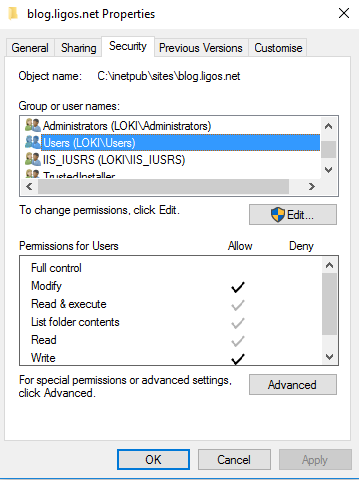 blog.ligos.net Properties
General Sharing Security Previous Versions Customise
Object name: C:\inetpub\sites\blog.ligos.net
Group or user names:
Administrators (LOKI\Administrators)
Users (LOKI\Users)
IIS_IUSRS (LOKI\IIS_IUSRS)
TrustedInstaller
To change permissions, click Edit.
Edit...
Permissions for Users Allow Deny
Full control
Modify
Read & execute
List folder contents
Read
Write
For special permissions or advanced settings,
click Advanced.
Advanced
OK Cancel Apply